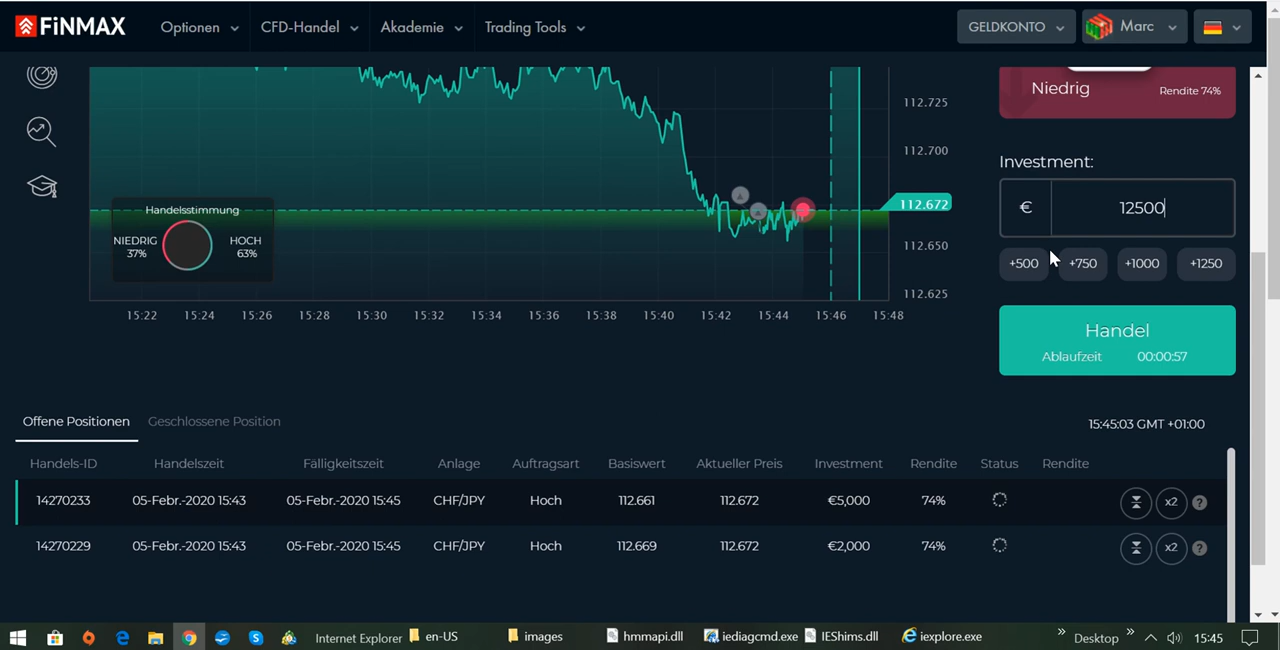 FiNMAX Optionen CFD-Handel Akademie Trading Tools GELDKONTO Marc
Niedrig Rendite 74%
112.725
112.700
112.672
112.650
112.625
Handelsstimmung
NIEDRIG HOCH
37% 63%
15:22 15:24 15:26 15:28 15:30 15:32 15:34 15:36 15:38 15:40 15:42 15:44 15:46 15:48
Investment:
€ 12500
+500 +750 +1000 +1250
Handel
Ablaufzeit 00:00:57
Offene Positionen Geschlossene Position 15:45:03 GMT +01:00
Handels-ID Handelszeit Fälligkeitszeit Anlage Auftragsart Basiswert Aktueller Preis Investment Rendite Status Rendite
14270233 05-Febr.-2020 15:43 05-Febr.-2020 15:45 CHF/JPY Hoch 112.661 112.672 €5,000 74% x2 ?
14270229 05-Febr.-2020 15:43 05-Febr.-2020 15:45 CHF/JPY Hoch 112.669 112.672 €2,000 74% x2 ?
Internet Explorer en-US images hmmapi.dll iediagcmd.exe IEShims.dll iexplore.exe » Desktop » 15:45